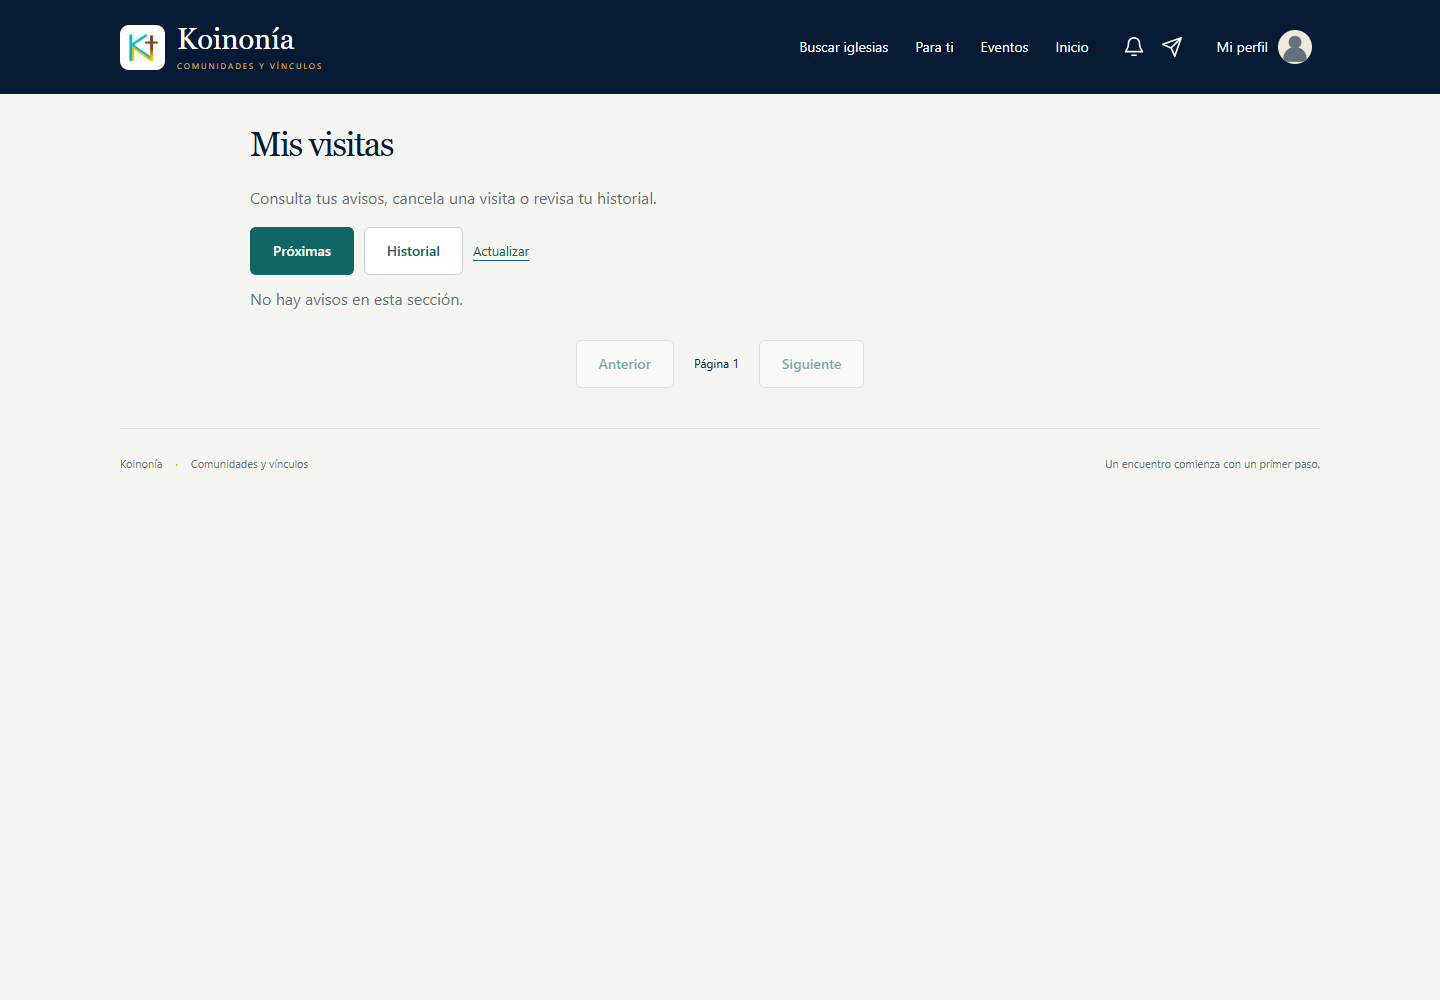 Koinonía
COMUNIDADES Y VÍNCULOS
Buscar iglesias
Para ti
Eventos
Inicio
Mi perfil
Mis visitas
Consulta tus avisos, cancela una visita o revisa tu historial.
Próximas
Historial
Actualizar
No hay avisos en esta sección.
Anterior
Página 1
Siguiente
Koinonía · Comunidades y vínculos
Un encuentro comienza con un primer paso.